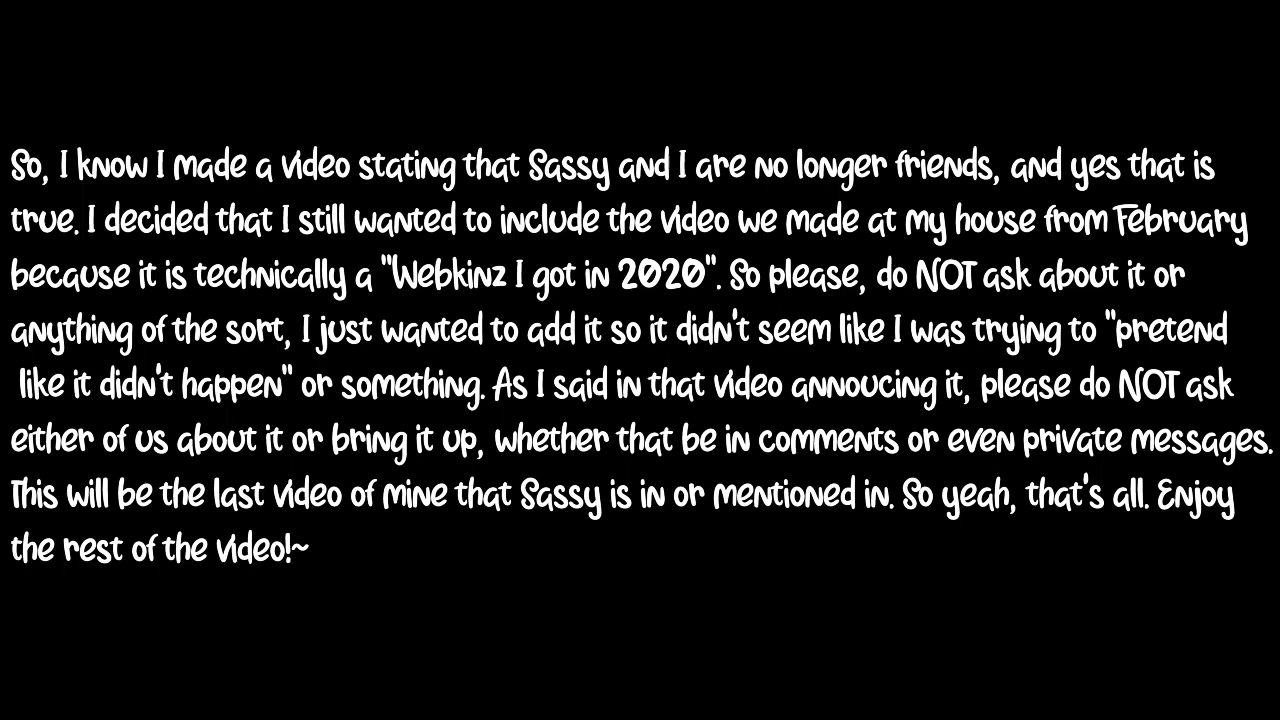 So, I know I made a video stating that Sassy and I are no longer friends, and yes that is
true. I decided that I still wanted to include the video we made at my house from February
because it is technically a "Webkinz I got in 2020". So please, do NOT ask about it or
anything of the sort, I just wanted to add it so it didn't seem like I was trying to "pretend
like it didn't happen" or something. As I said in that video annoucing it, please do NOT ask
either of us about it or bring it up, whether that be in comments or even private messages.
This will be the last video of mine that Sassy is in or mentioned in. So yeah, that's all. Enjoy
the rest of the video!~